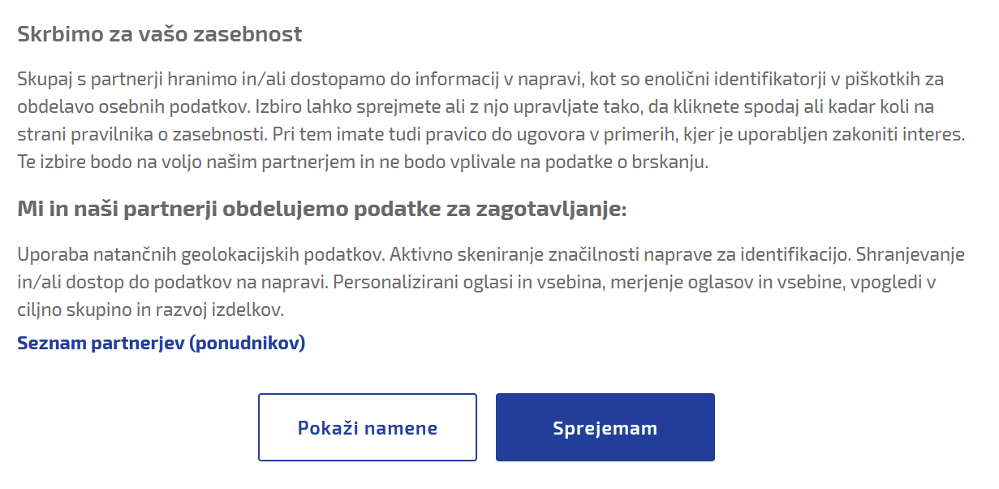 Skrbimo za vašo zasebnost
Skupaj s partnerji hranimo in/ali dostopamo do informacij v napravi, kot so enolični identifikatorji v piškotkih za
obdelavo osebnih podatkov. Izbiro lahko sprejmete ali z njo upravljate tako, da kliknete spodaj ali kadar koli na
strani pravilnika o zasebnosti. Pri tem imate tudi pravico do ugovora v primerih, kjer je uporabljen zakoniti interes.
Te izbire bodo na voljo našim partnerjem in ne bodo vplivale na podatke o brskanju.
Mi in naši partnerji obdelujemo podatke za zagotavljanje:
Uporaba natančnih geolokacijskih podatkov. Aktivno skeniranje značilnosti naprave za identifikacijo. Shranjevanje
in/ali dostop do podatkov na napravi. Personalizirani oglasi in vsebina, merjenje oglasov in vsebine, vpogledi v
ciljno skupino in razvoj izdelkov.
Seznam partnerjev (ponudnikov)
Pokaži namene
Sprejemam